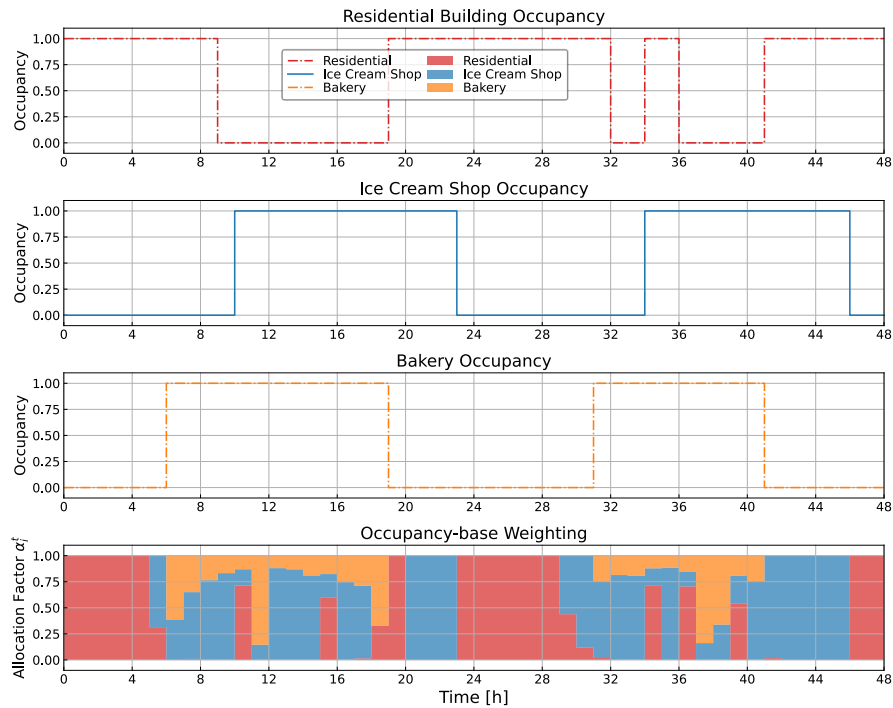 Residential Building Occupancy
Occupancy
1.00
0.75
0.50
0.25
0.00
Residential
Ice Cream Shop
Bakery
Residential
Ice Cream Shop
Bakery
0 4 8 12 16 20 24 28 32 36 40 44 48
Ice Cream Shop Occupancy
Occupancy
1.00
0.75
0.50
0.25
0.00
0 4 8 12 16 20 24 28 32 36 40 44 48
Bakery Occupancy
Occupancy
1.00
0.75
0.50
0.25
0.00
0 4 8 12 16 20 24 28 32 36 40 44 48
Occupancy-base Weighting
Allocation Factor α_i^t
1.00
0.75
0.50
0.25
0.00
0 4 8 12 16 20 24 28 32 36 40 44 48
Time [h]